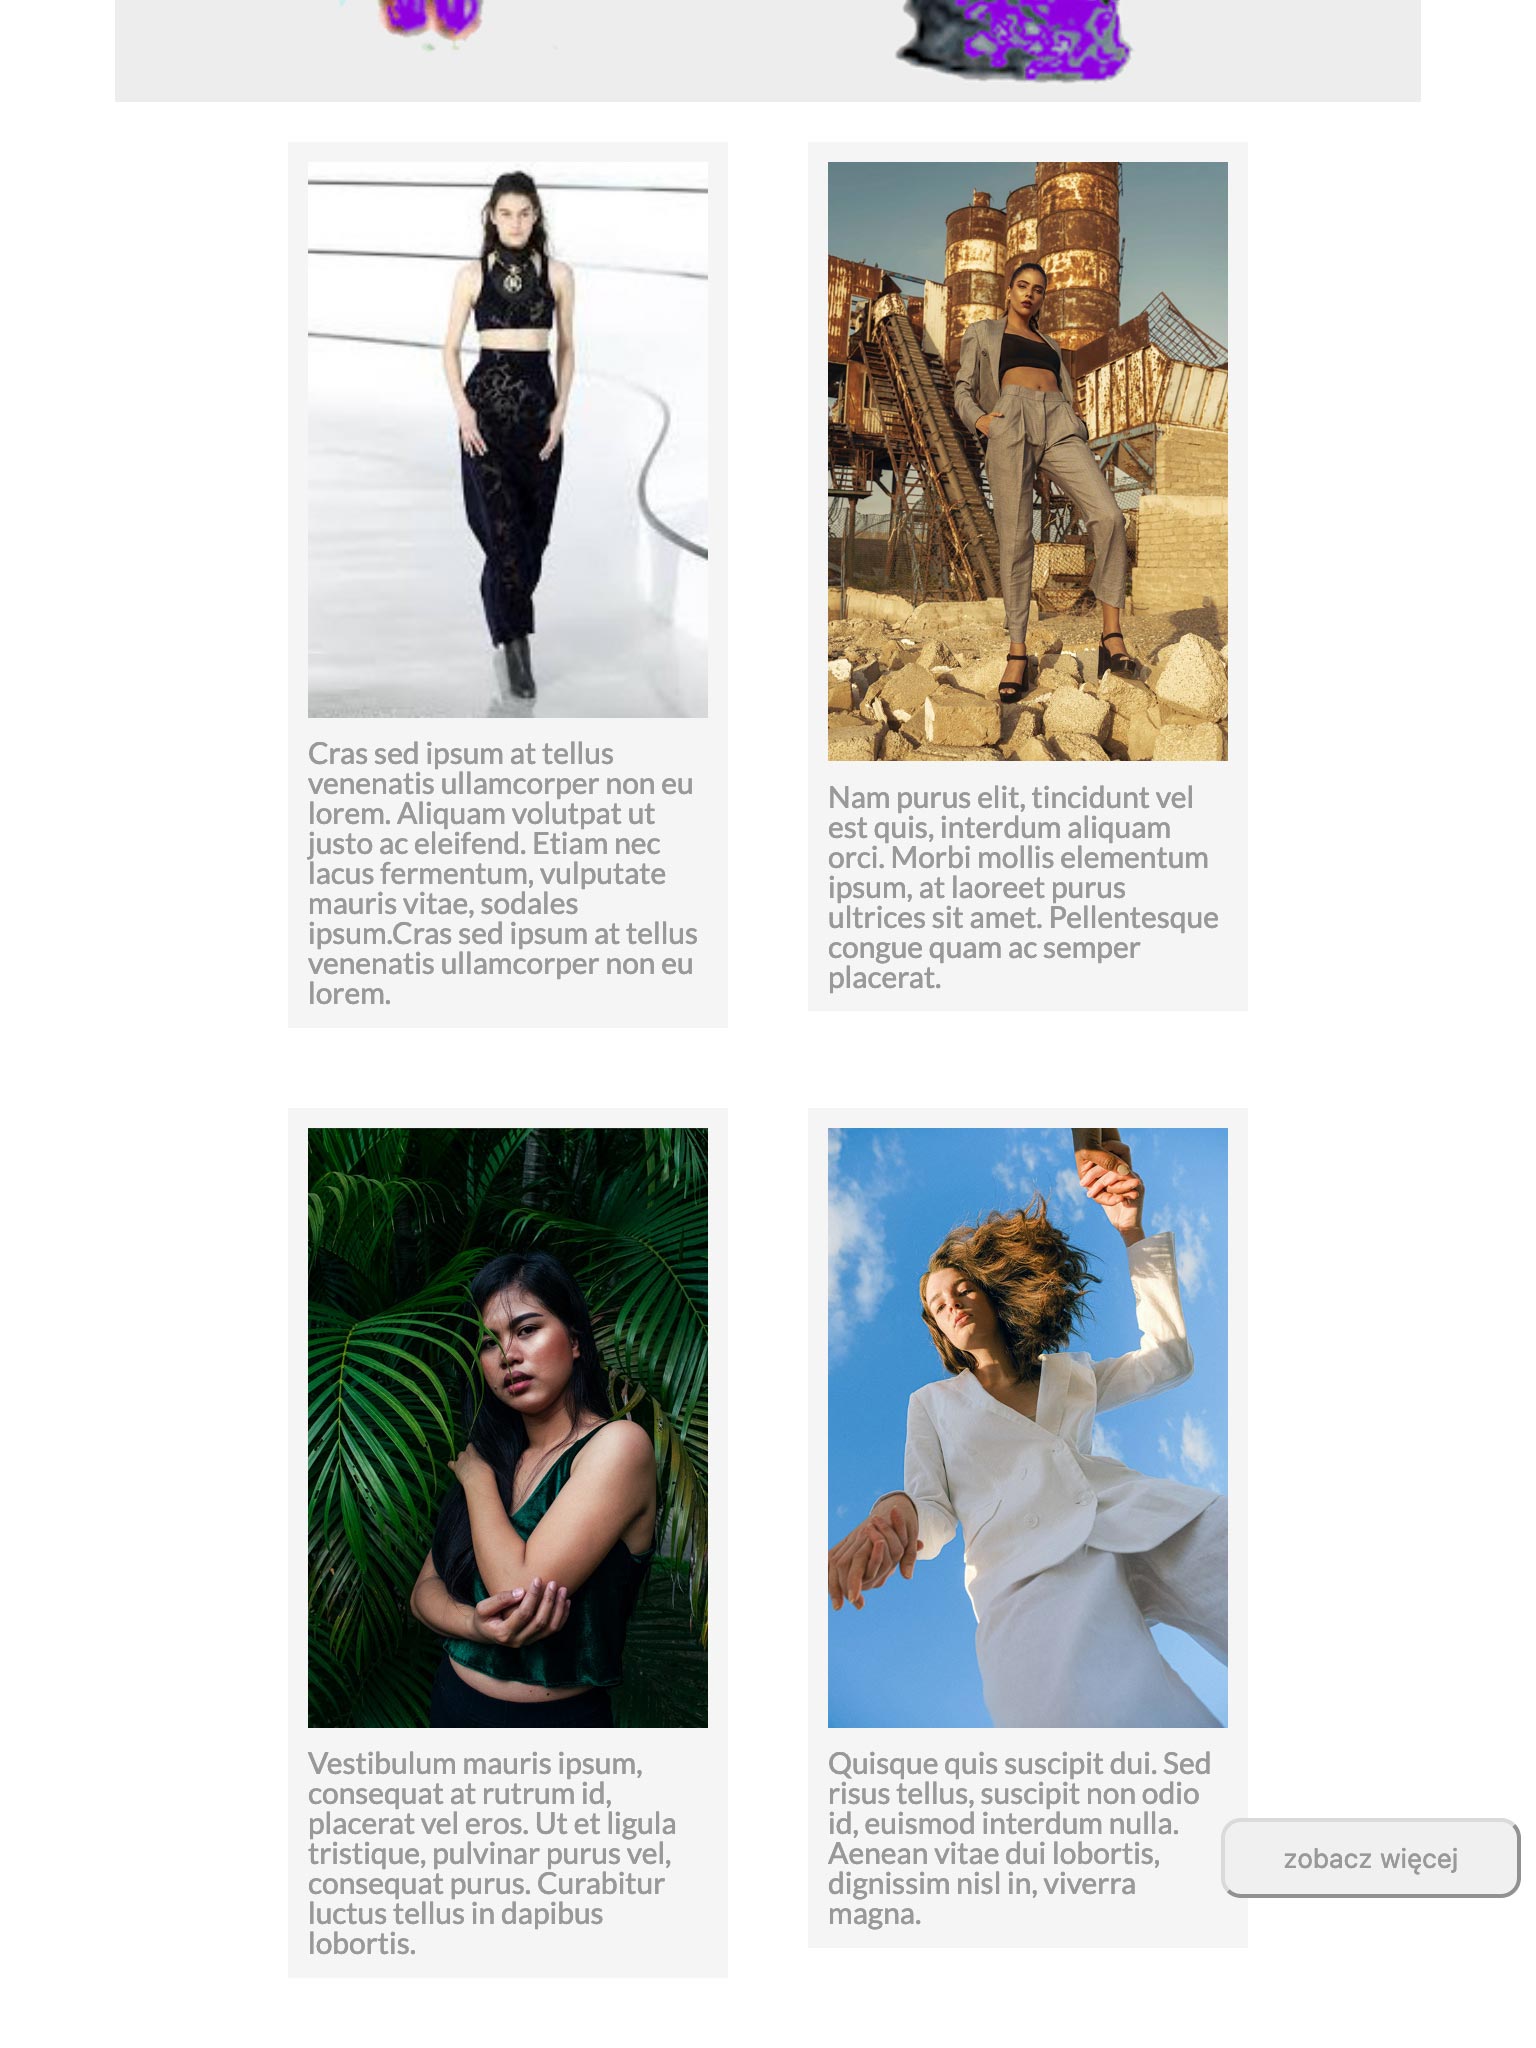 Cras sed ipsum at tellus
venenatis ullamcorper non eu
lorem. Aliquam volutpat ut
justo ac eleifend. Etiam nec
lacus fermentum, vulputate
mauris vitae, sodales
ipsum.Cras sed ipsum at tellus
venenatis ullamcorper non eu
lorem.
Nam purus elit, tincidunt vel
est quis, interdum aliquam
orci. Morbi mollis elementum
ipsum, at laoreet purus
ultrices sit amet. Pellentesque
congue quam ac semper
placerat.
Vestibulum mauris ipsum,
consequat at rutrum id,
placerat vel eros. Ut et ligula
tristique, pulvinar purus vel,
consequat purus. Curabitur
luctus tellus in dapibus
lobortis.
Quisque quis suscipit dui. Sed
risus tellus, suscipit non odio
id, euismod interdum nulla.
Aenean vitae dui lobortis,
dignissim nisl in, viverra
magna.
zobacz więcej